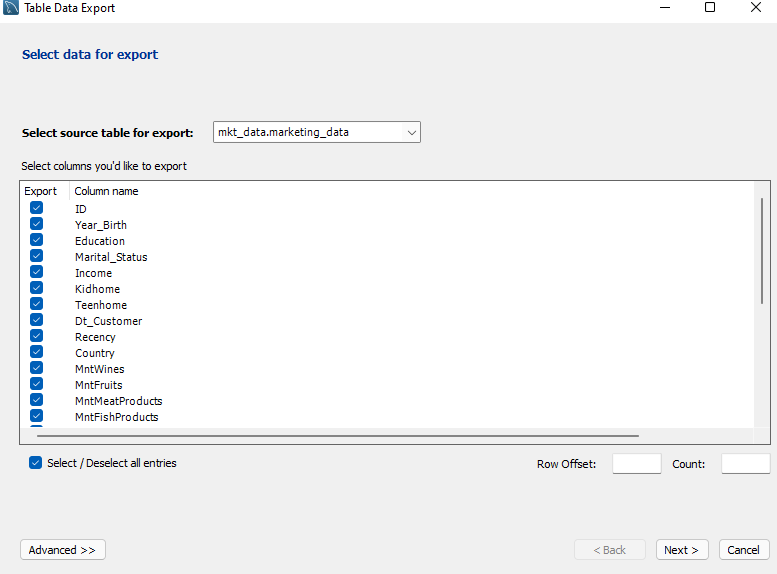 Table Data Export
Select data for export
Select source table for export: mkt_data.marketing_data
Select columns you'd like to export
Export Column name
ID
Year_Birth
Education
Marital_Status
Income
Kidhome
Teenhome
Dt_Customer
Recency
Country
MntWines
MntFruits
MntMeatProducts
MntFishProducts
Select / Deselect all entries Row Offset: Count:
Advanced >> < Back Next > Cancel